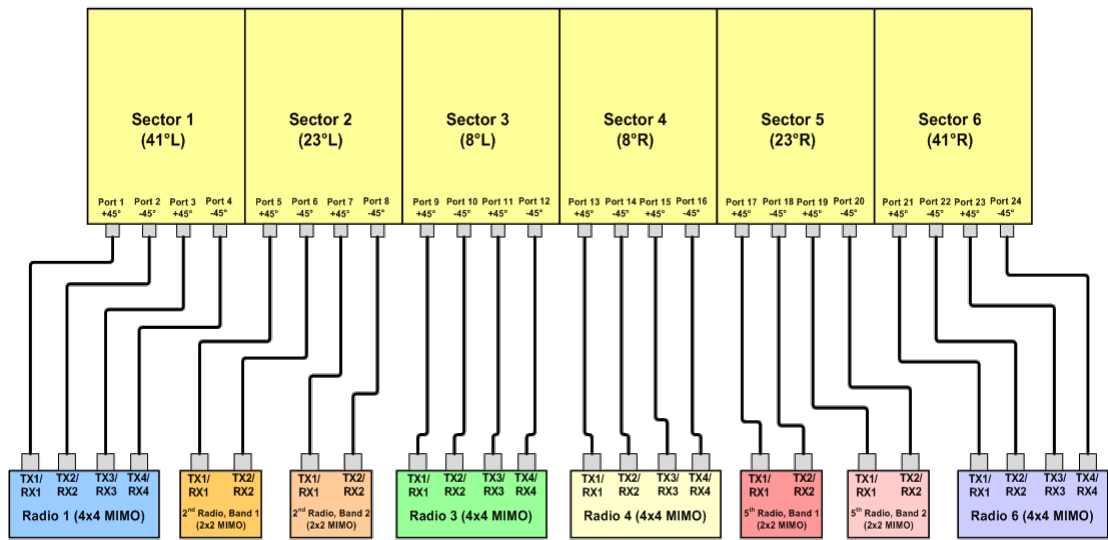 Sector 1
(41°L)
Sector 2
(23°L)
Sector 3
(8°L)
Sector 4
(8°R)
Sector 5
(23°R)
Sector 6
(41°R)
Port 1
+45°
Port 2
-45°
Port 3
+45°
Port 4
-45°
Port 5
+45°
Port 6
-45°
Port 7
+45°
Port 8
-45°
Port 9
+45°
Port 10
-45°
Port 11
+45°
Port 12
-45°
Port 13
+45°
Port 14
-45°
Port 15
+45°
Port 16
-45°
Port 17
+45°
Port 18
-45°
Port 19
+45°
Port 20
-45°
Port 21
+45°
Port 22
-45°
Port 23
+45°
Port 24
-45°
TX1/
RX1
TX2/
RX2
TX3/
RX3
TX4/
RX4
Radio 1 (4x4 MIMO)
TX1/
RX1
TX2/
RX2
2nd Radio, Band 1
(2x2 MIMO)
TX1/
RX1
TX2/
RX2
2nd Radio, Band 2
(2x2 MIMO)
TX1/
RX1
TX2/
RX2
TX3/
RX3
TX4/
RX4
Radio 3 (4x4 MIMO)
TX1/
RX1
TX2/
RX2
TX3/
RX3
TX4/
RX4
Radio 4 (4x4 MIMO)
TX1/
RX1
TX2/
RX2
5th Radio, Band 1
(2x2 MIMO)
TX1/
RX1
TX2/
RX2
5th Radio, Band 2
(2x2 MIMO)
TX1/
RX1
TX2/
RX2
TX3/
RX3
TX4/
RX4
Radio 6 (4x4 MIMO)